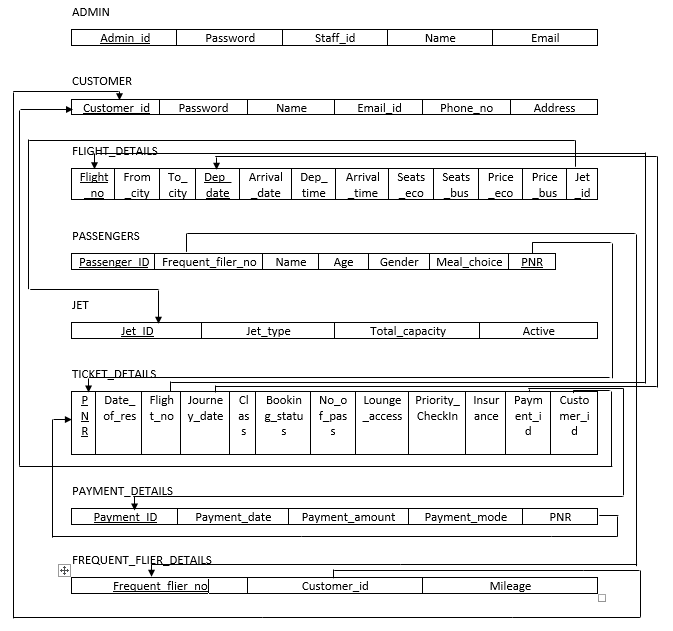 ADMIN
Admin_id Password Staff_id Name Email
CUSTOMER
Customer_id Password Name Email_id Phone_no Address
FLIGHT_DETAILS
Flight From To_ Dep_ Arrival Dep_ Arrival Seats Seats Price Price Jet
_no _city city date _date time _time _eco _bus _eco _bus _id
PASSENGERS
Passenger_ID Frequent_filer_no Name Age Gender Meal_choice PNR
JET
Jet_ID Jet_type Total_capacity Active
TICKET_DETAILS
P Date_ Fligh Journe Cl Bookin No_o Lounge Priority_ Insur Paym Custo
N of_res t_no y_date as g_statu f_pas _access CheckIn ance ent_i mer_i
R s s s d d
PAYMENT_DETAILS
Payment_ID Payment_date Payment_amount Payment_mode PNR
FREQUENT_FLIER_DETAILS
Frequent_flier_no Customer_id Mileage